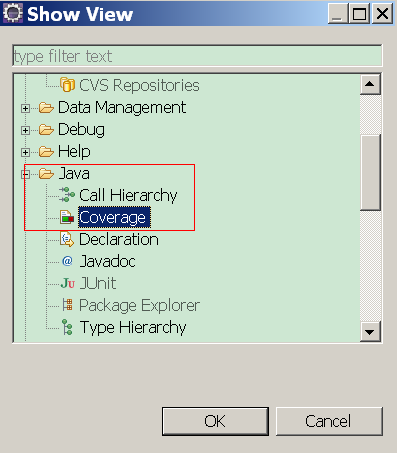 Show View
type filter text
CVS Repositories
Data Management
Debug
Help
Java
Call Hierarchy
Coverage
Declaration
@ Javadoc
Ju JUnit
Package Explorer
Type Hierarchy
OK Cancel